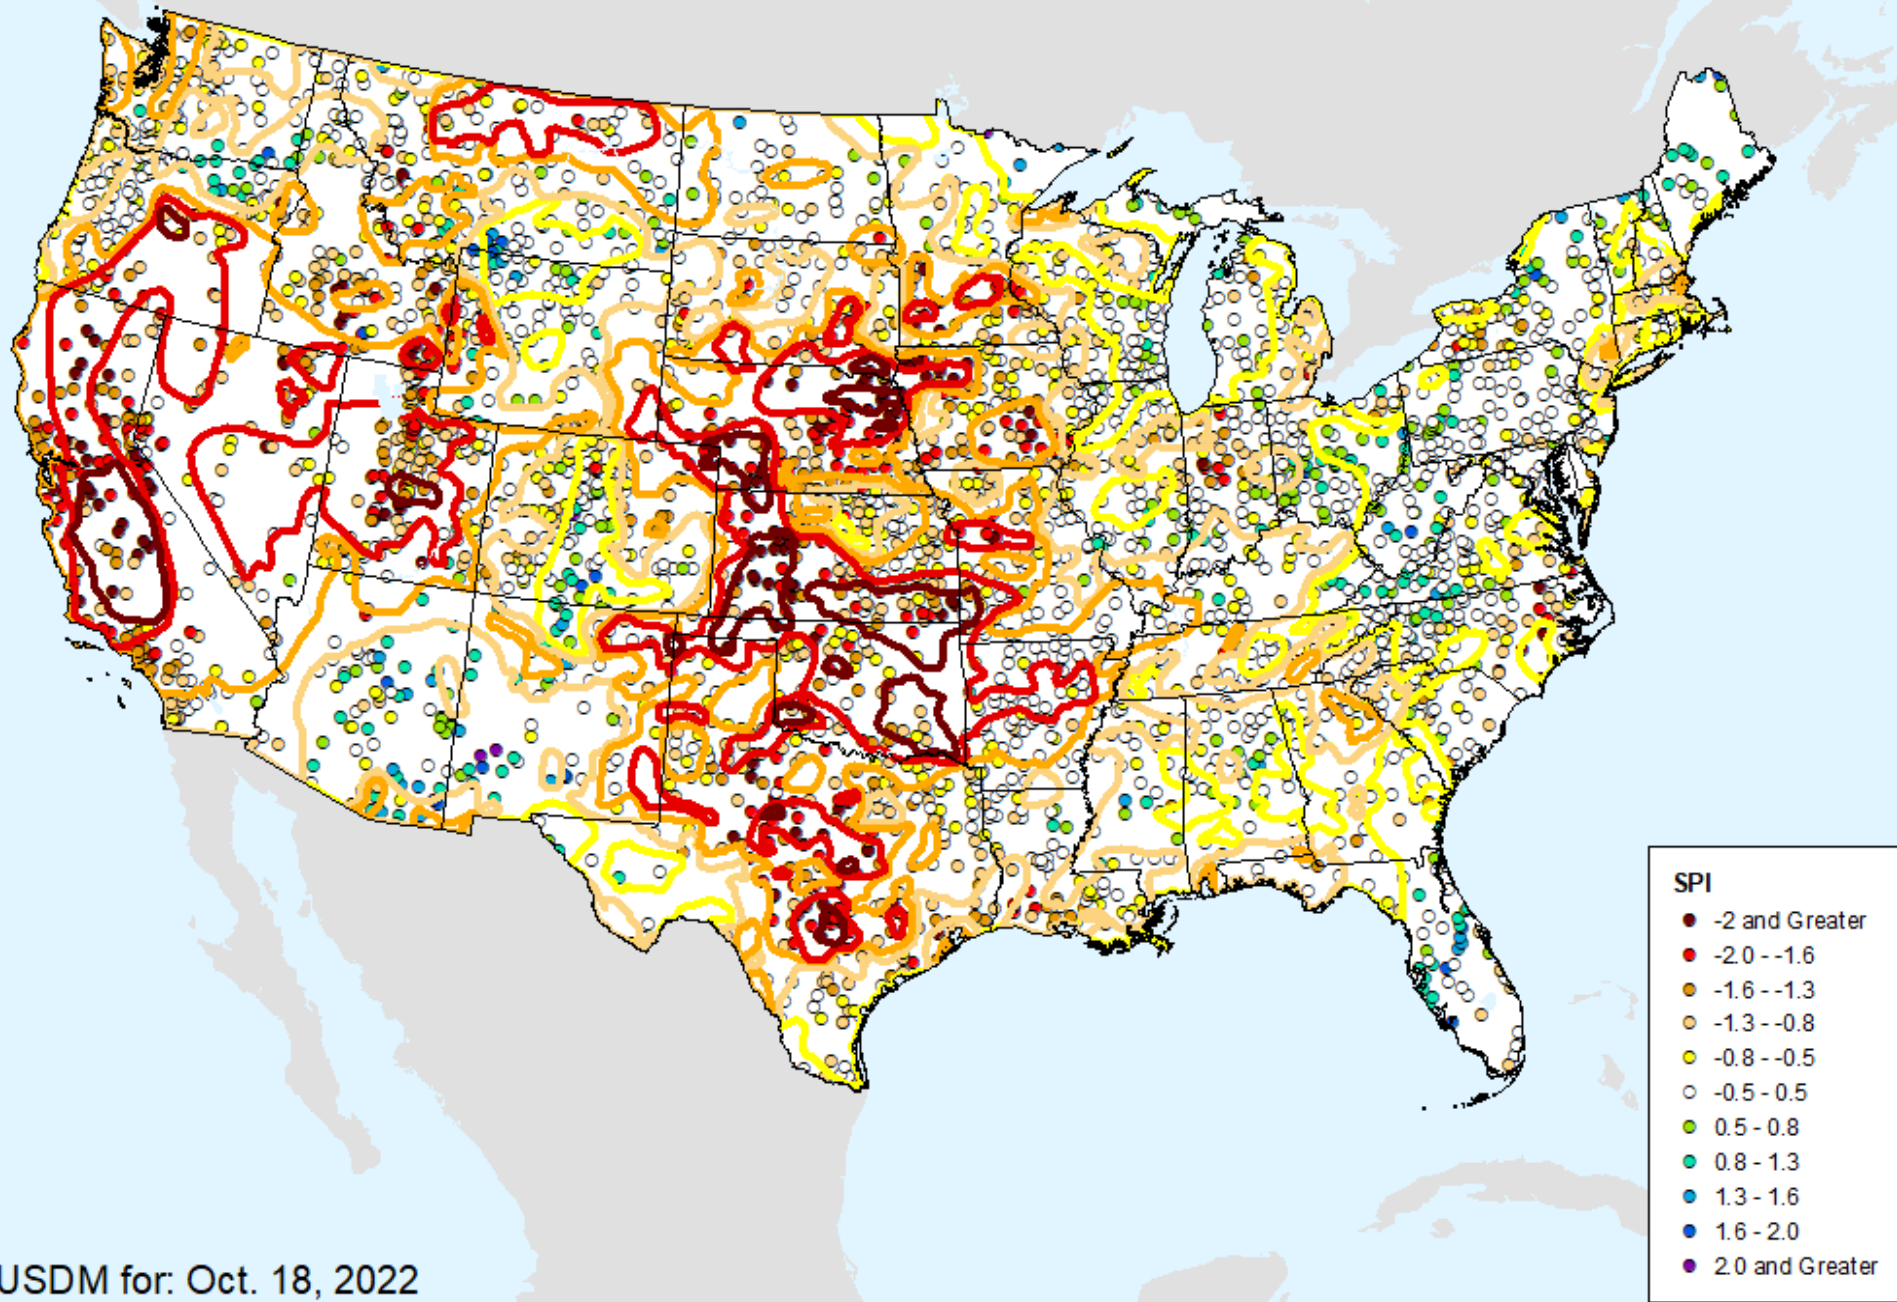 SPI
-2 and Greater
-2.0 - -1.6
-1.6 - -1.3
-1.3 - -0.8
-0.8 - -0.5
-0.5 - 0.5
0.5 - 0.8
0.8 - 1.3
1.3 - 1.6
1.6 - 2.0
2.0 and Greater
USDM for: Oct. 18, 2022